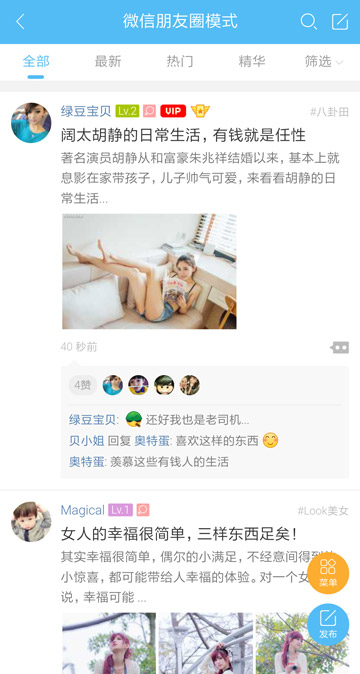 微信朋友圈模式
全部 最新 热门 精华 筛选
绿豆宝贝 Lv.2 VIP #八卦田
阔太胡静的日常生活，有钱就是任性
著名演员胡静从和富豪朱兆祥结婚以来，基本上就
息影在家带孩子，儿子帅气可爱，来看看胡静的日
常生活...
40 秒前
4赞
绿豆宝贝: 还好我也是老司机...
贝小姐 回复 奥特蛋: 喜欢这样的东西
奥特蛋: 羡慕这些有钱人的生活
Magical Lv.1 #Look美女
女人的幸福很简单，三样东西足矣！
其实幸福很简单，偶尔的小满足，不经意间得到
小惊喜，都可能带给人幸福的体验。对一个女
说，幸福可能 ...
菜单
发布